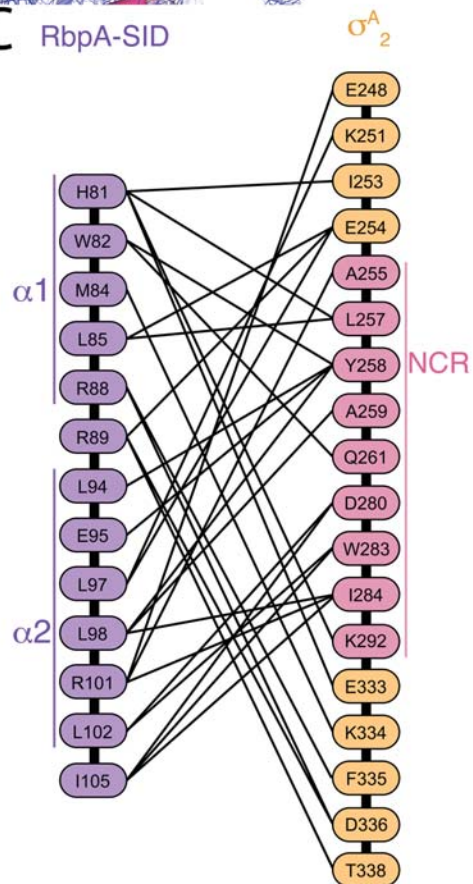 C RbpA-SID
σᴬ₂
α1
α2
H81
W82
M84
L85
R88
R89
L94
E95
L97
L98
R101
L102
I105
E248
K251
I253
E254
A255
L257
Y258
A259
Q261
D280
W283
I284
K292
E333
K334
F335
D336
T338
NCR